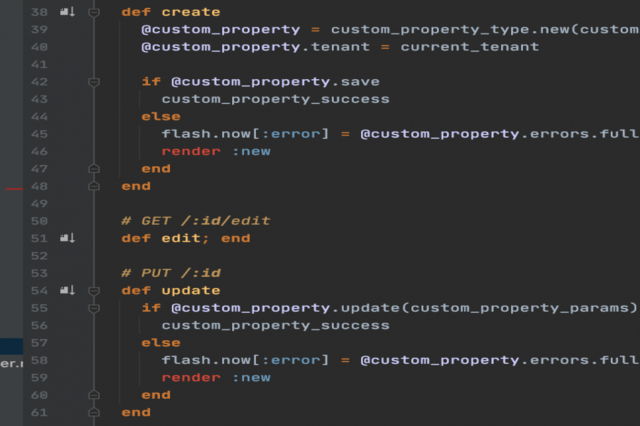 38 def create
39 @custom_property = custom_property_type.new(custom
40 @custom_property.tenant = current_tenant
41
42 if @custom_property.save
43 custom_property_success
44 else
45 flash.now[:error] = @custom_property.errors.full
46 render :new
47 end
48 end
49
50 # GET /:id/edit
51 def edit; end
52
53 # PUT /:id
54 def update
55 if @custom_property.update(custom_property_params)
56 custom_property_success
57 else
58 flash.now[:error] = @custom_property.errors.full
er.r
59 render :new
60 end
61 end